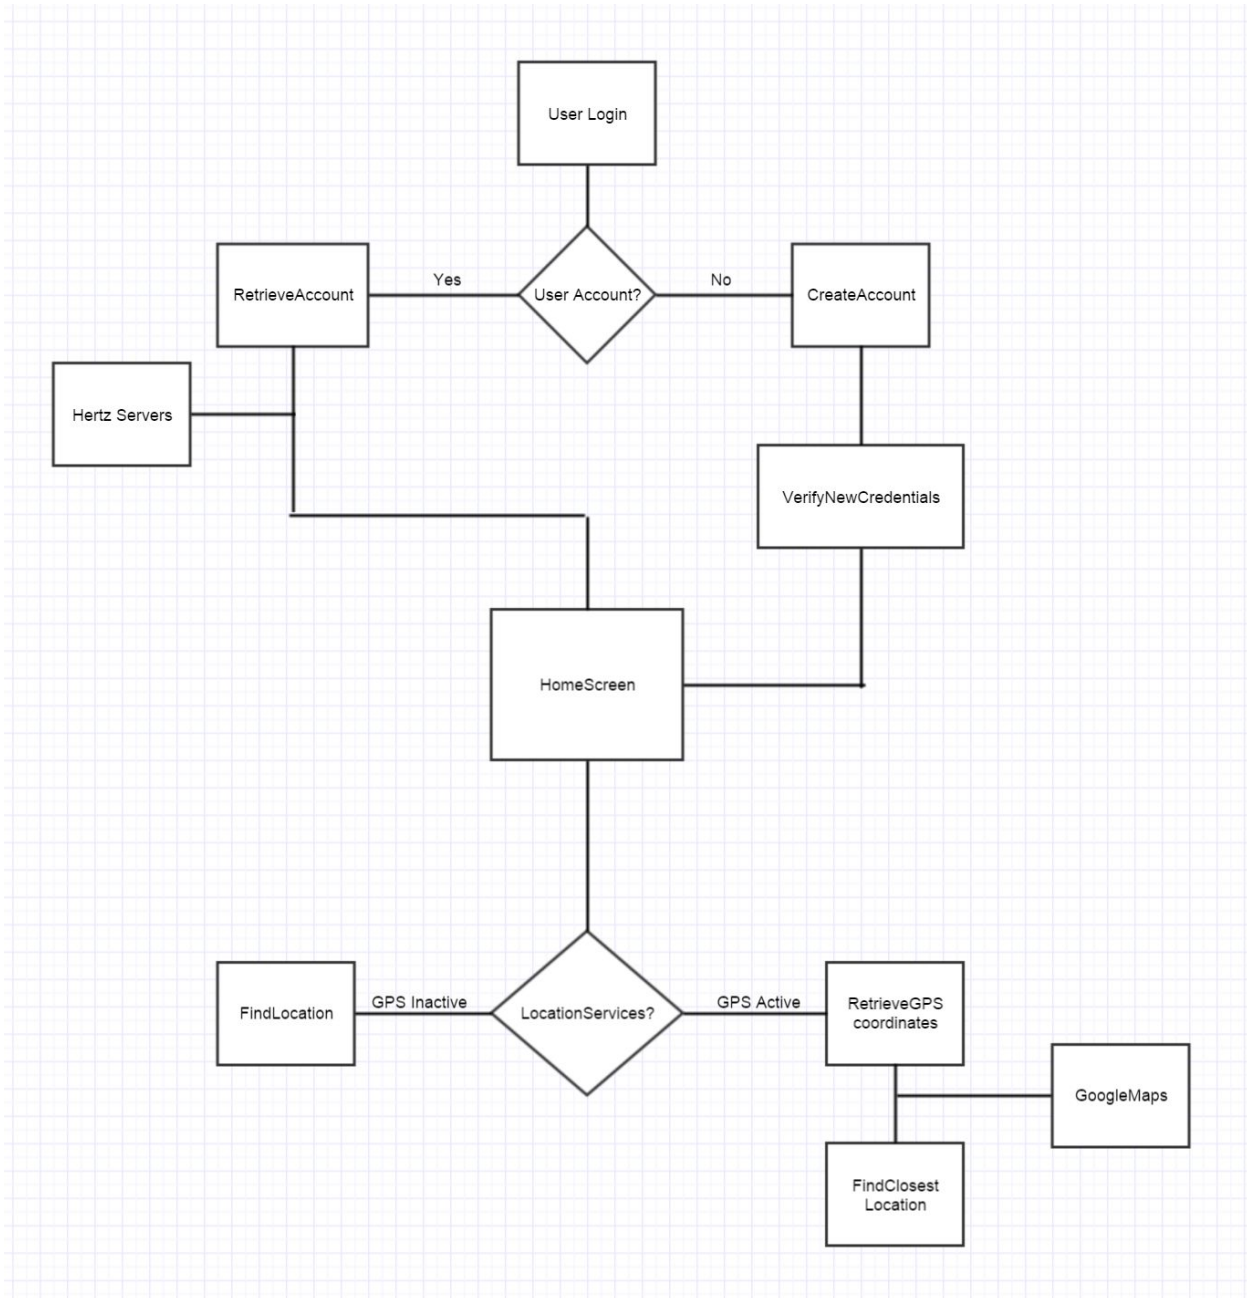 User Login
Yes
No
RetrieveAccount
User Account?
CreateAccount
Hertz Servers
VerifyNewCredentials
HomeScreen
GPS Inactive
GPS Active
FindLocation
LocationServices?
RetrieveGPS
coordinates
GoogleMaps
FindClosest
Location